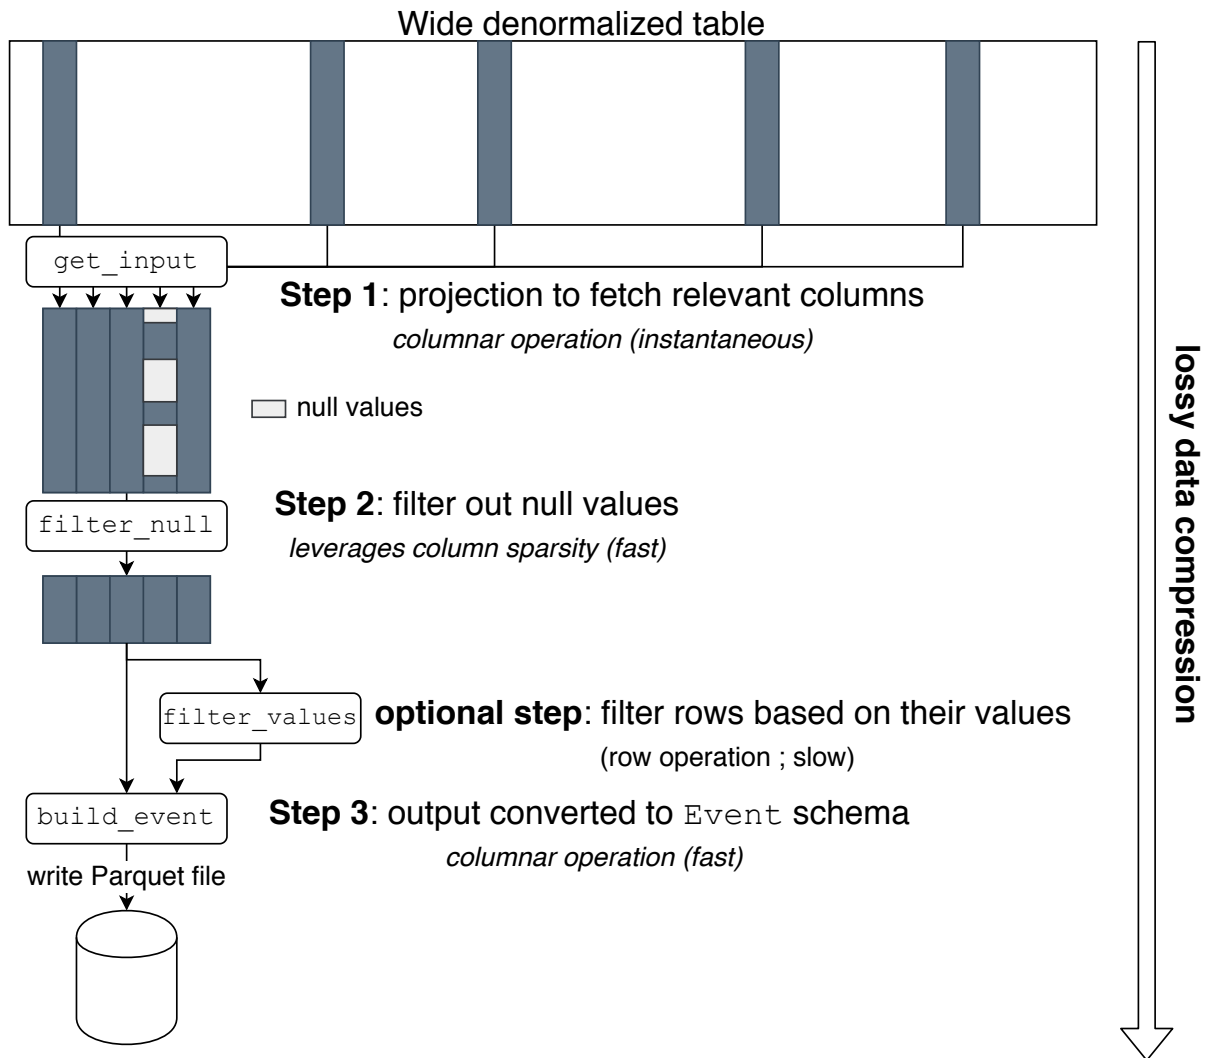 Wide denormalized table
get_input
Step 1: projection to fetch relevant columns
columnar operation (instantaneous)
null values
filter_null
Step 2: filter out null values
leverages column sparsity (fast)
filter_values
optional step: filter rows based on their values
(row operation ; slow)
build_event
Step 3: output converted to Event schema
columnar operation (fast)
write Parquet file
lossy data compression